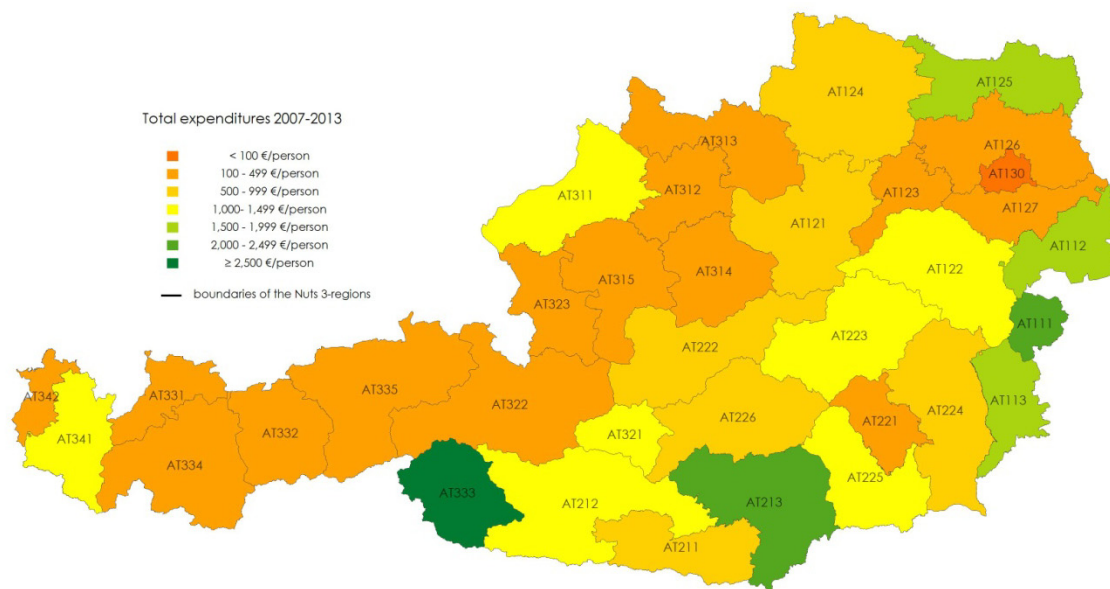 Total expenditures 2007-2013
< 100 €/person
100 - 499 €/person
500 - 999 €/person
1,000- 1,499 €/person
1,500 - 1,999 €/person
2,000 - 2,499 €/person
≥ 2,500 €/person
boundaries of the Nuts 3-regions
AT124
AT125
AT313
AT126
AT130
AT312
AT311
AT123
AT127
AT121
AT112
AT122
AT314
AT315
AT323
AT111
AT223
AT222
AT335
AT342
AT331
AT322
AT113
AT226
AT224
AT221
AT332
AT321
AT341
AT334
AT225
AT333
AT212
AT213
AT211